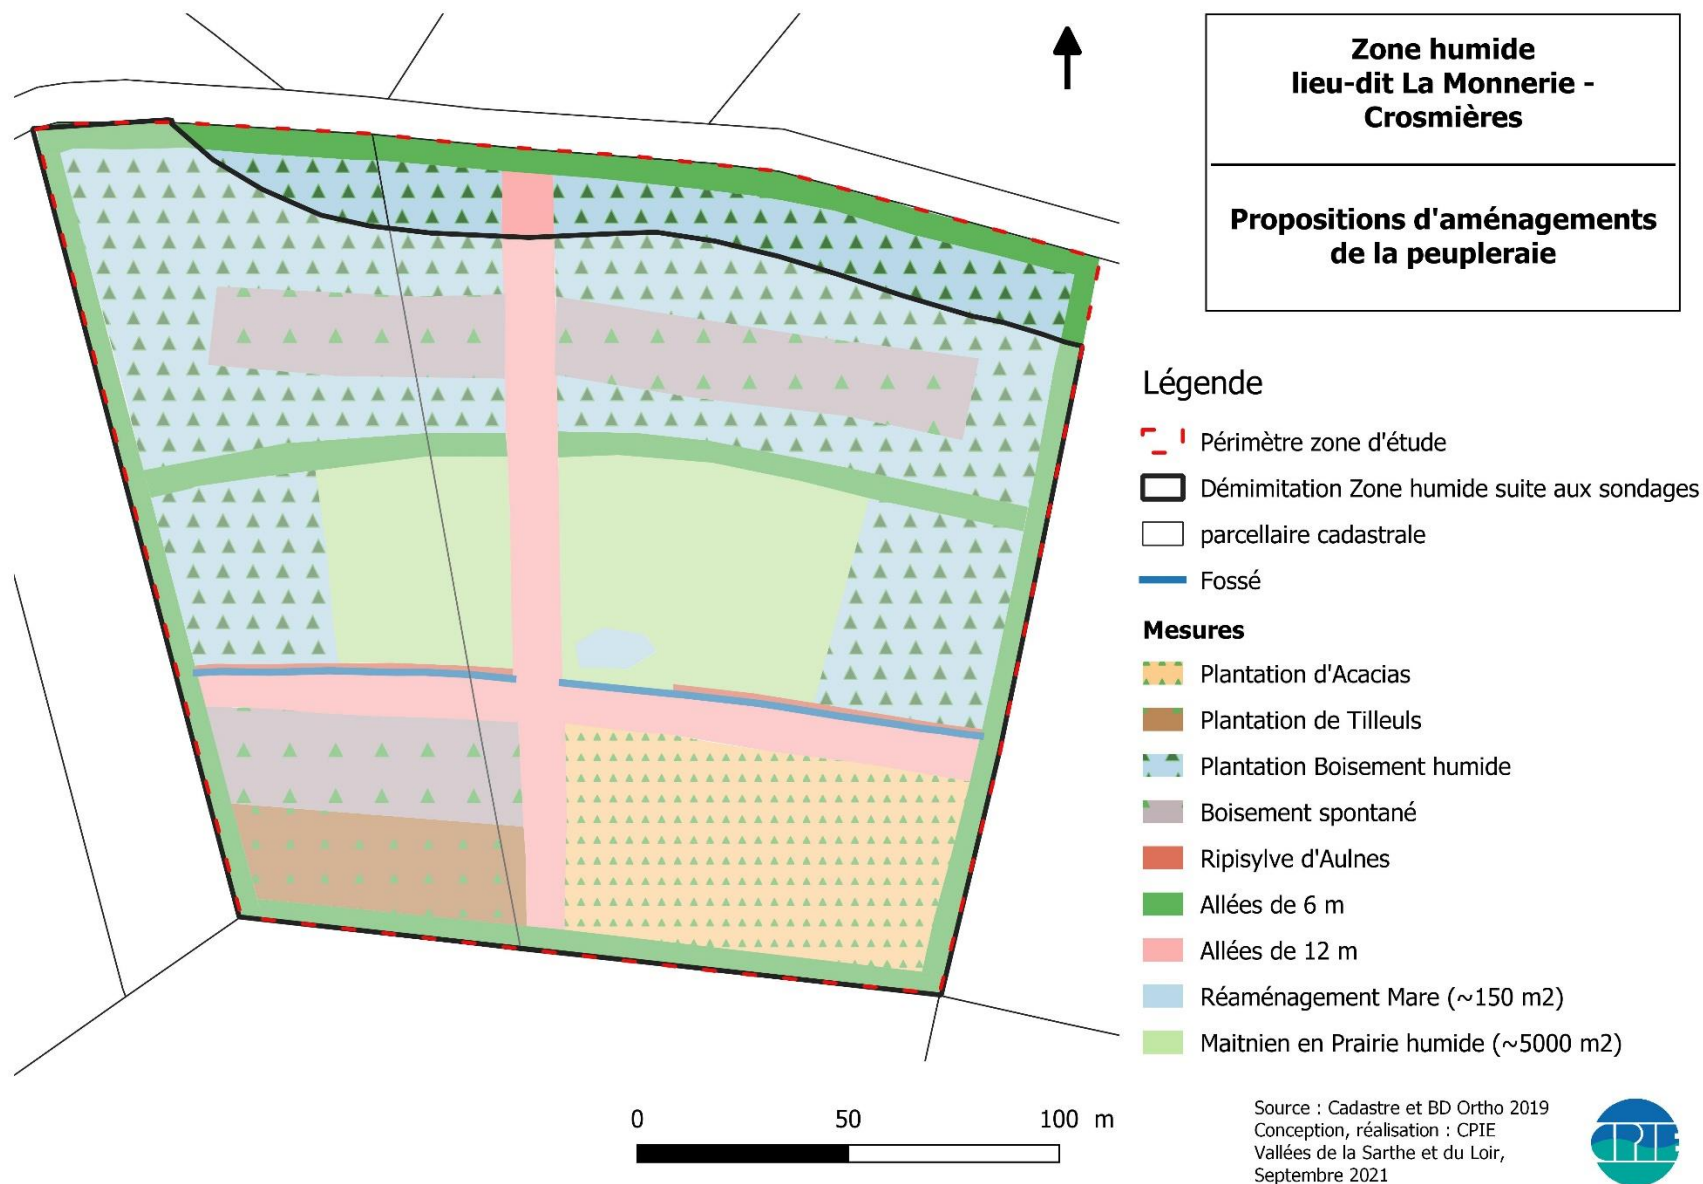 Zone humide
lieu-dit La Monnerie -
Crosmières
Propositions d'aménagements
de la peupleraie
Légende
Périmètre zone d'étude
Démimitation Zone humide suite aux sondages
parcellaire cadastrale
Fossé
Mesures
Plantation d'Acacias
Plantation de Tilleuls
Plantation Boisement humide
Boisement spontané
Ripisylve d'Aulnes
Allées de 6 m
Allées de 12 m
Réaménagement Mare (~150 m2)
Maitnien en Prairie humide (~5000 m2)
0 50 100 m
Source : Cadastre et BD Ortho 2019
Conception, réalisation : CPIE
Vallées de la Sarthe et du Loir,
Septembre 2021
CPIE